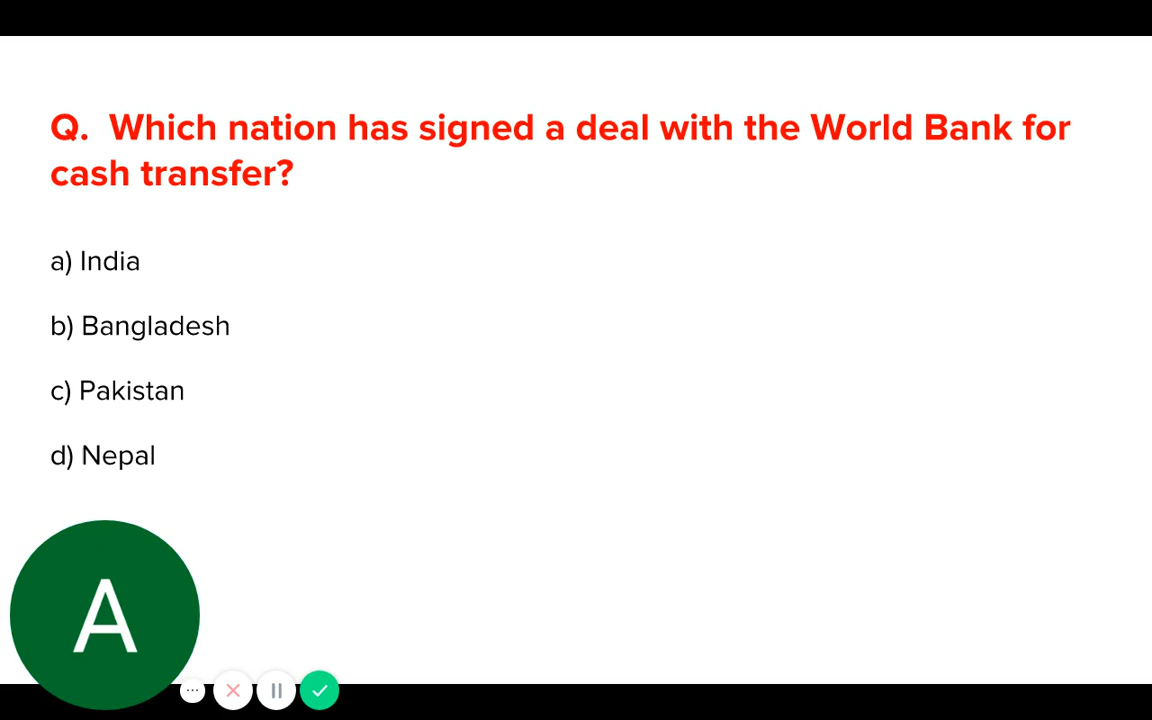 Q.  Which nation has signed a deal with the World Bank for
cash transfer?
a) India
b) Bangladesh
c) Pakistan
d) Nepal
A